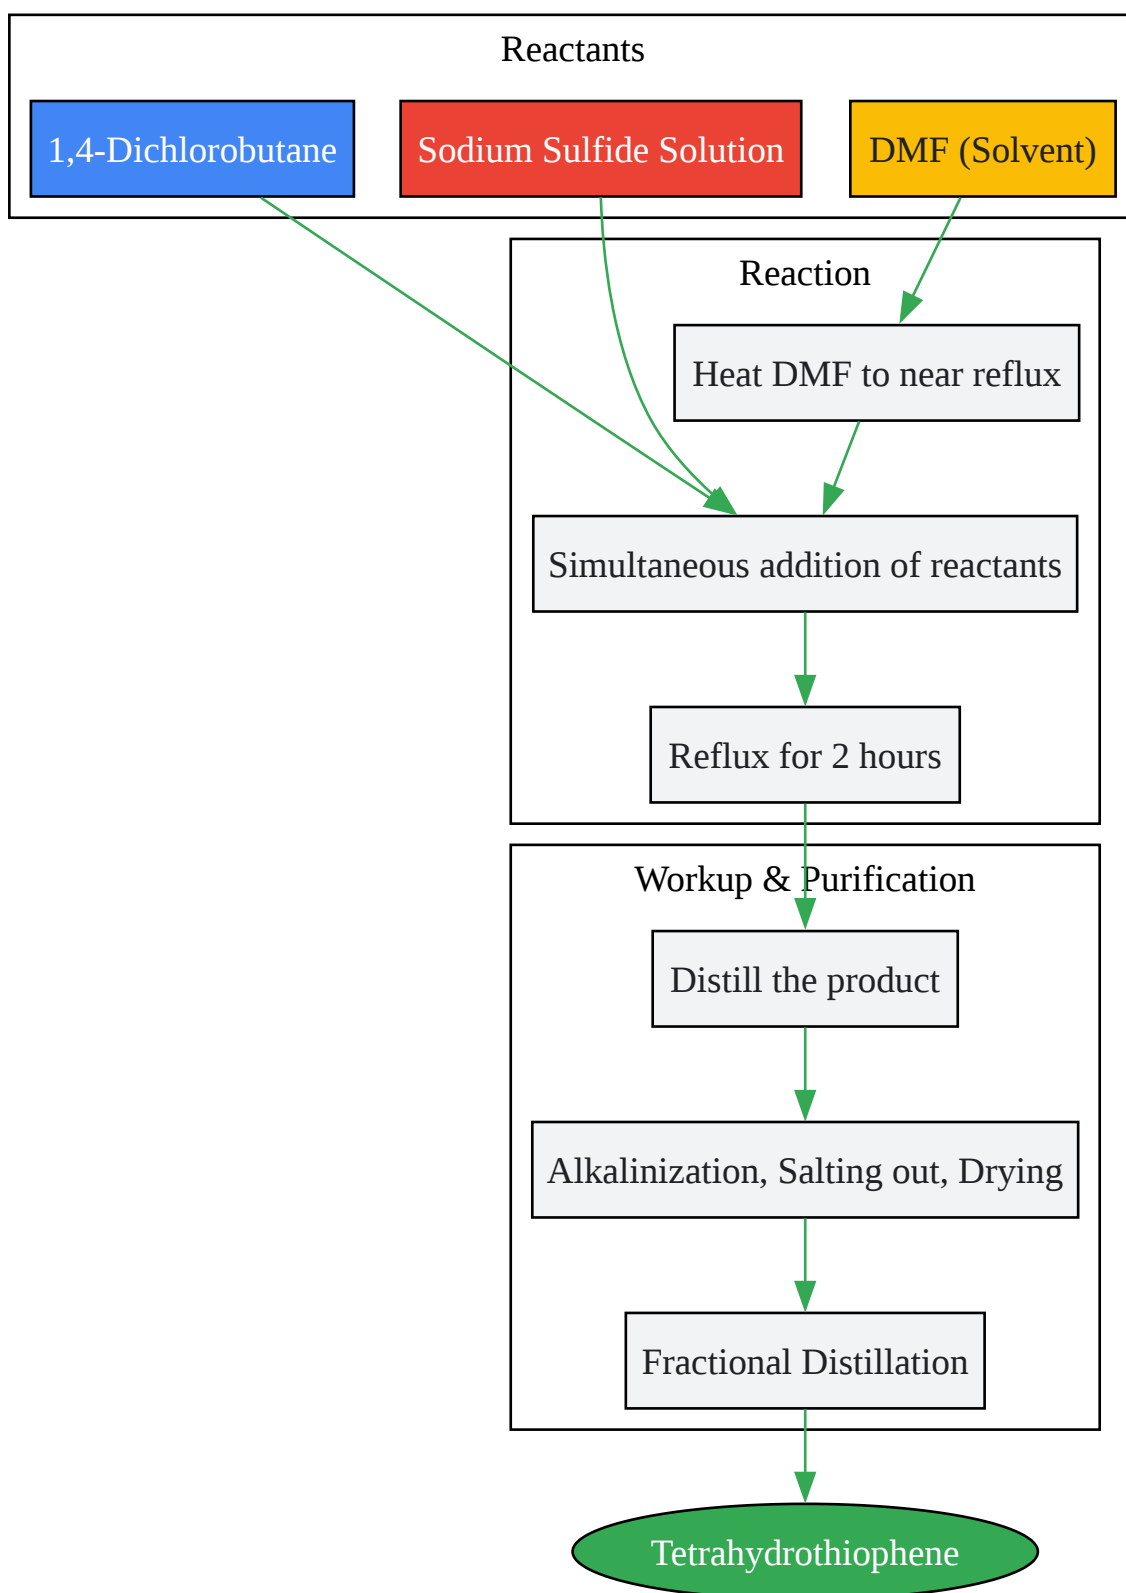 Reactants
1,4-Dichlorobutane
Sodium Sulfide Solution
DMF (Solvent)
Reaction
Heat DMF to near reflux
Simultaneous addition of reactants
Reflux for 2 hours
Workup & Purification
Distill the product
Alkalinization, Salting out, Drying
Fractional Distillation
Tetrahydrothiophene